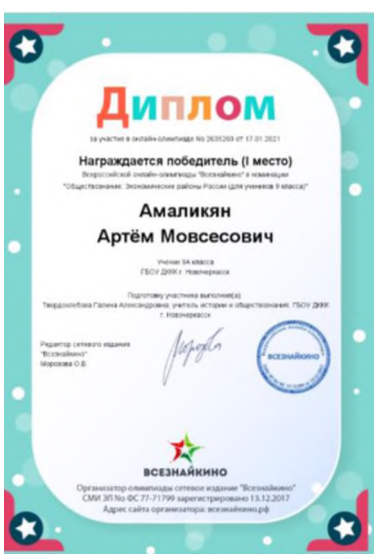 Диплом
за участие в онлайн-олимпиаде No 2635259 от 17.01.2021
Награждается победитель (I место)
Всероссийской онлайн-олимпиады "Всезнайкино" в номинации
"Обществознание: Экономические районы России (для учеников 9 класса)"
Амаликян
Артём Мовсесович
Ученик 9А класса
ГБОУ ДККК г. Новочеркасск
Подготовку участника выполнил(а)
Твердохлебова Галина Александровна, учитель истории и обществознания, ГБОУ ДККК
г. Новочеркасск
Редактор сетевого издания
"Всезнайкино"
Морозова О.В.
ВСЕЗНАЙКИНО
ВСЕЗНАЙКИНО
Организатор олимпиады сетевое издание "Всезнайкино"
СМИ ЭЛ No ФС 77-71799 зарегистрировано 13.12.2017
Адрес сайта организатора: всезнайкино.рф